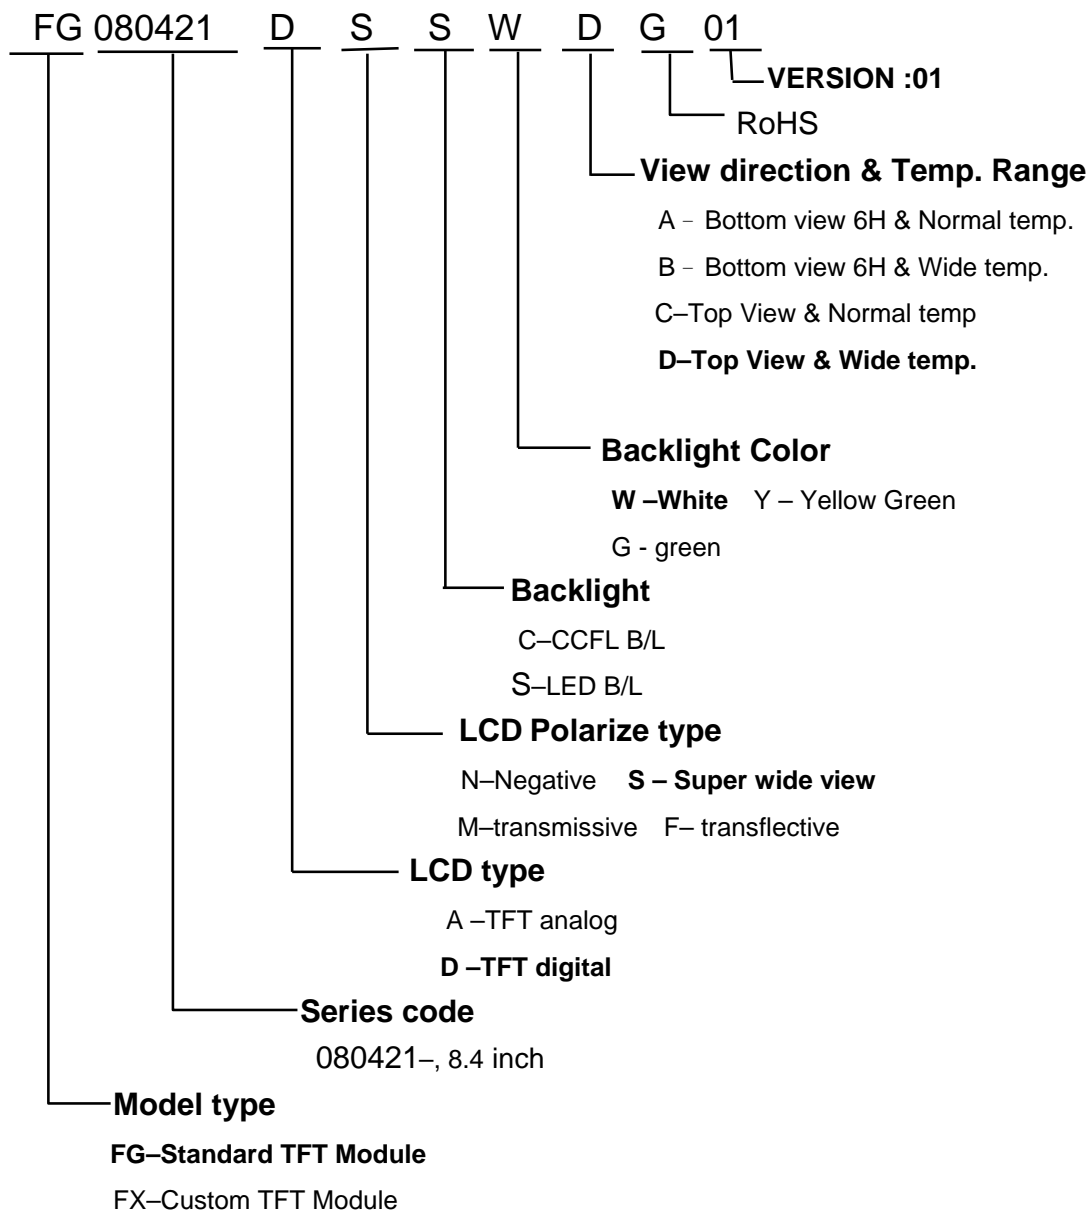 FG 080421 D S S W D G 01
VERSION :01
RoHS
View direction & Temp. Range
A - Bottom view 6H & Normal temp.
B - Bottom view 6H & Wide temp.
C–Top View & Normal temp
D–Top View & Wide temp.
Backlight Color
W –White Y – Yellow Green
G - green
Backlight
C–CCFL B/L
S–LED B/L
LCD Polarize type
N–Negative S – Super wide view
M–transmissive F– transflective
LCD type
A –TFT analog
D –TFT digital
Series code
080421–, 8.4 inch
Model type
FG–Standard TFT Module
FX–Custom TFT Module